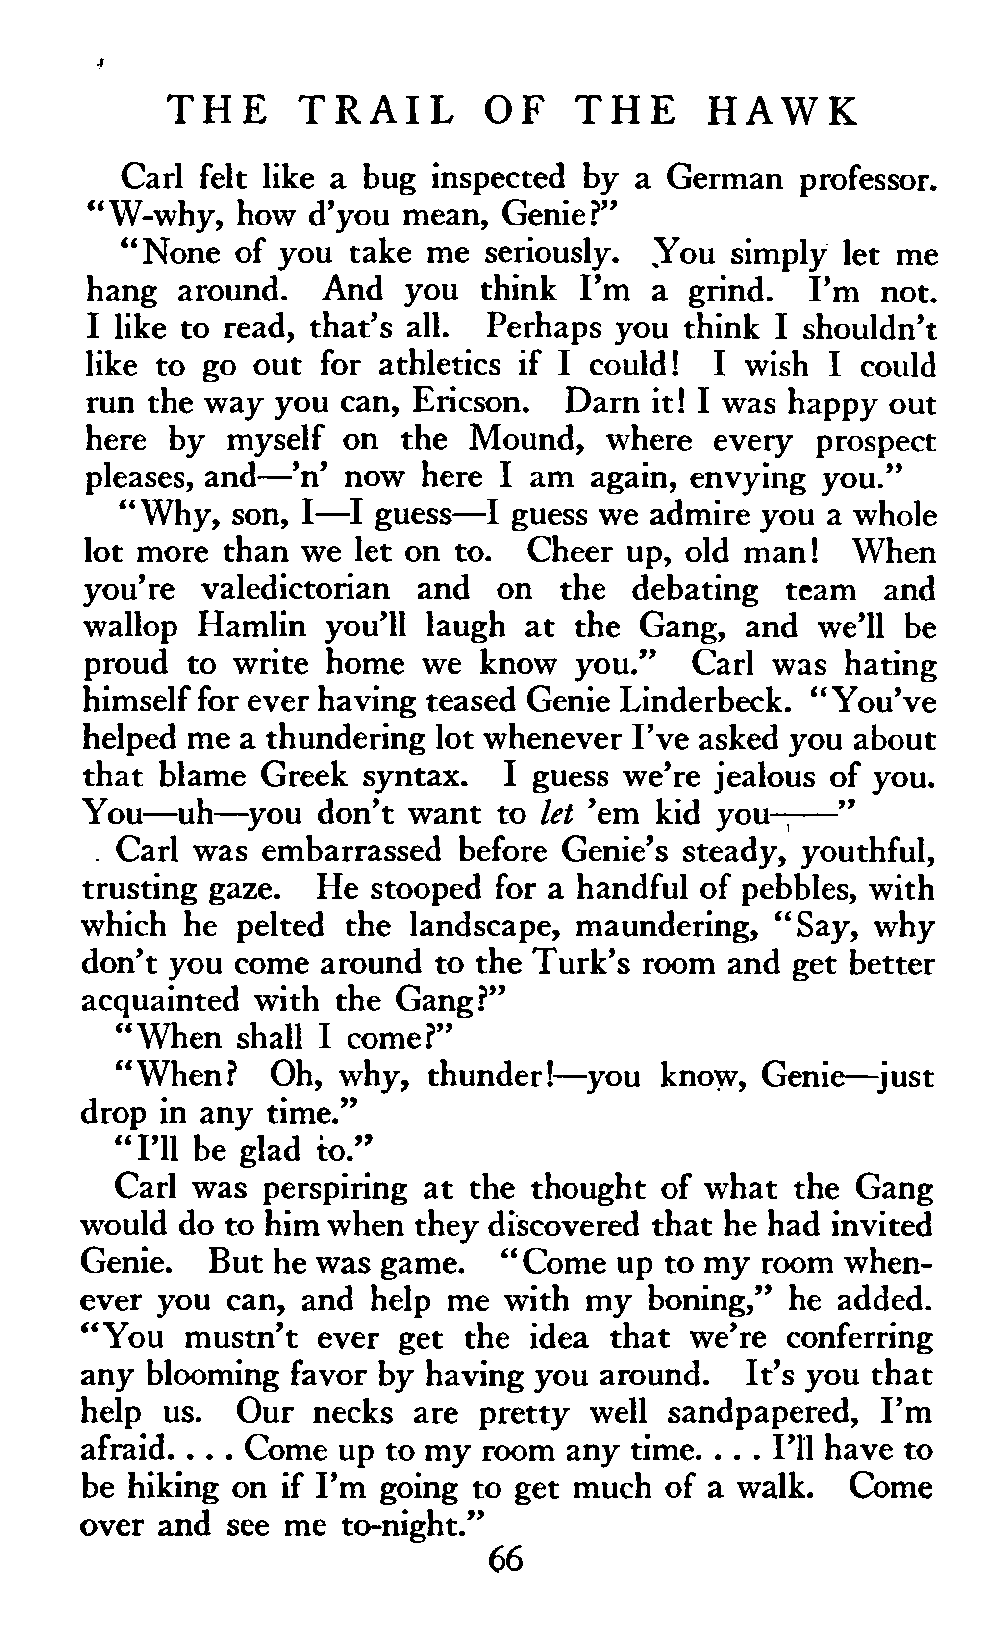 THE TRAIL OF THE HAWK
Carl felt like a bug inspected by a German professor.
"W-why, how d'you mean, Genie?"
"None of you take me seriously. You simply let me
hang around. And you think I'm a grind. I'm not.
I like to read, that's all. Perhaps you think I shouldn't
like to go out for athletics if I could! I wish I could
run the way you can, Ericson. Darn it! I was happy out
here by myself on the Mound, where every prospect
pleases, and—'n' now here I am again, envying you."
"Why, son, I—I guess—I guess we admire you a whole
lot more than we let on to. Cheer up, old man! When
you're valedictorian and on the debating team and
wallop Hamlin you'll laugh at the Gang, and we'll be
proud to write home we know you." Carl was hating
himself for ever having teased Genie Linderbeck. "You've
helped me a thundering lot whenever I've asked you about
that blame Greek syntax. I guess we're jealous of you.
You—uh—you don't want to let 'em kid you——"
Carl was embarrassed before Genie's steady, youthful,
trusting gaze. He stooped for a handful of pebbles, with
which he pelted the landscape, maundering, "Say, why
don't you come around to the Turk's room and get better
acquainted with the Gang?"
"When shall I come?"
"When? Oh, why, thunder!—you know, Genie—just
drop in any time."
"I'll be glad to."
Carl was perspiring at the thought of what the Gang
would do to him when they discovered that he had invited
Genie. But he was game. "Come up to my room when-
ever you can, and help me with my boning," he added.
"You mustn't ever get the idea that we're conferring
any blooming favor by having you around. It's you that
help us. Our necks are pretty well sandpapered, I'm
afraid. . . . Come up to my room any time. . . . I'll have to
be hiking on if I'm going to get much of a walk. Come
over and see me to-night."
66